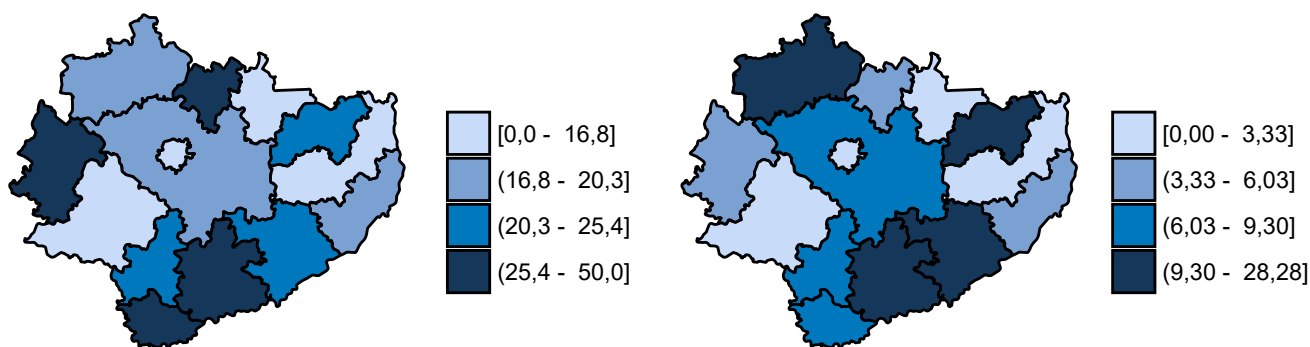 [0,0 - 16,8]
(16,8 - 20,3]
(20,3 - 25,4]
(25,4 - 50,0]
[0,00 - 3,33]
(3,33 - 6,03]
(6,03 - 9,30]
(9,30 - 28,28]